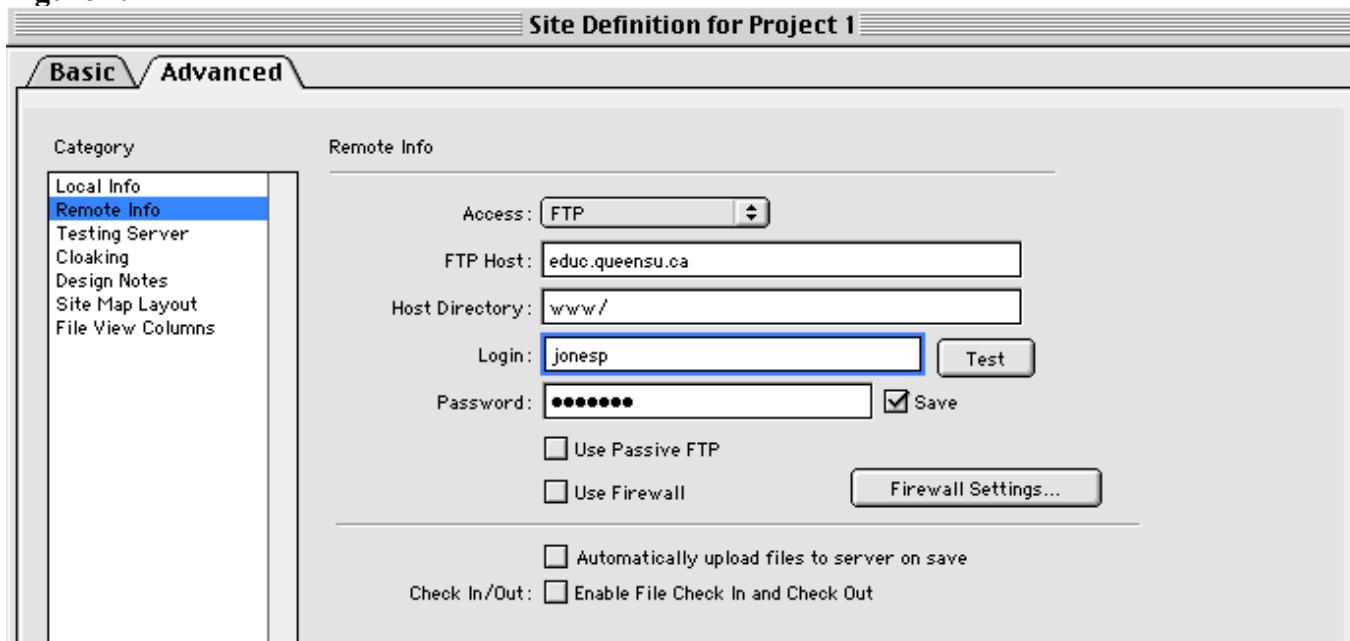 Site Definition for Project 1
Basic Advanced
Category
Local Info
Remote Info
Testing Server
Cloaking
Design Notes
Site Map Layout
File View Columns
Remote Info
Access: FTP
FTP Host: educ.queensu.ca
Host Directory: www/
Login: jonesp Test
Password: ••••••• Save
Use Passive FTP
Use Firewall Firewall Settings...
Automatically upload files to server on save
Check In/Out: Enable File Check In and Check Out